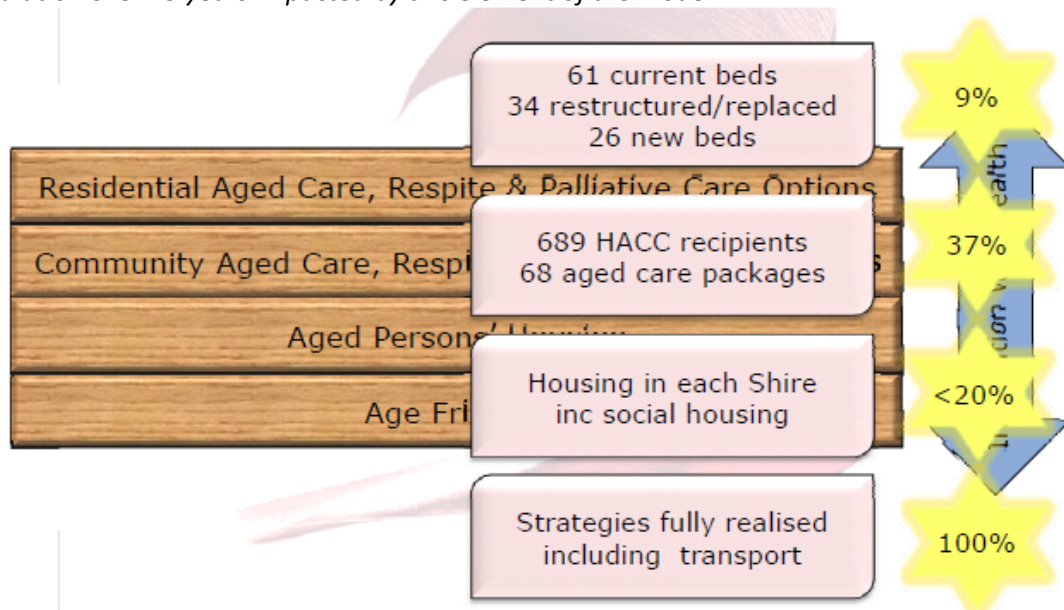 61 current beds
34 restructured/replaced
26 new beds
9%
Residential Aged Care, Respite & Palliative Care Options
689 HACC recipients
68 aged care packages
37%
Community Aged Care,
Aged Persons'
Housing in each Shire
inc social housing
<20%
Age
Strategies fully realised
including transport
100%